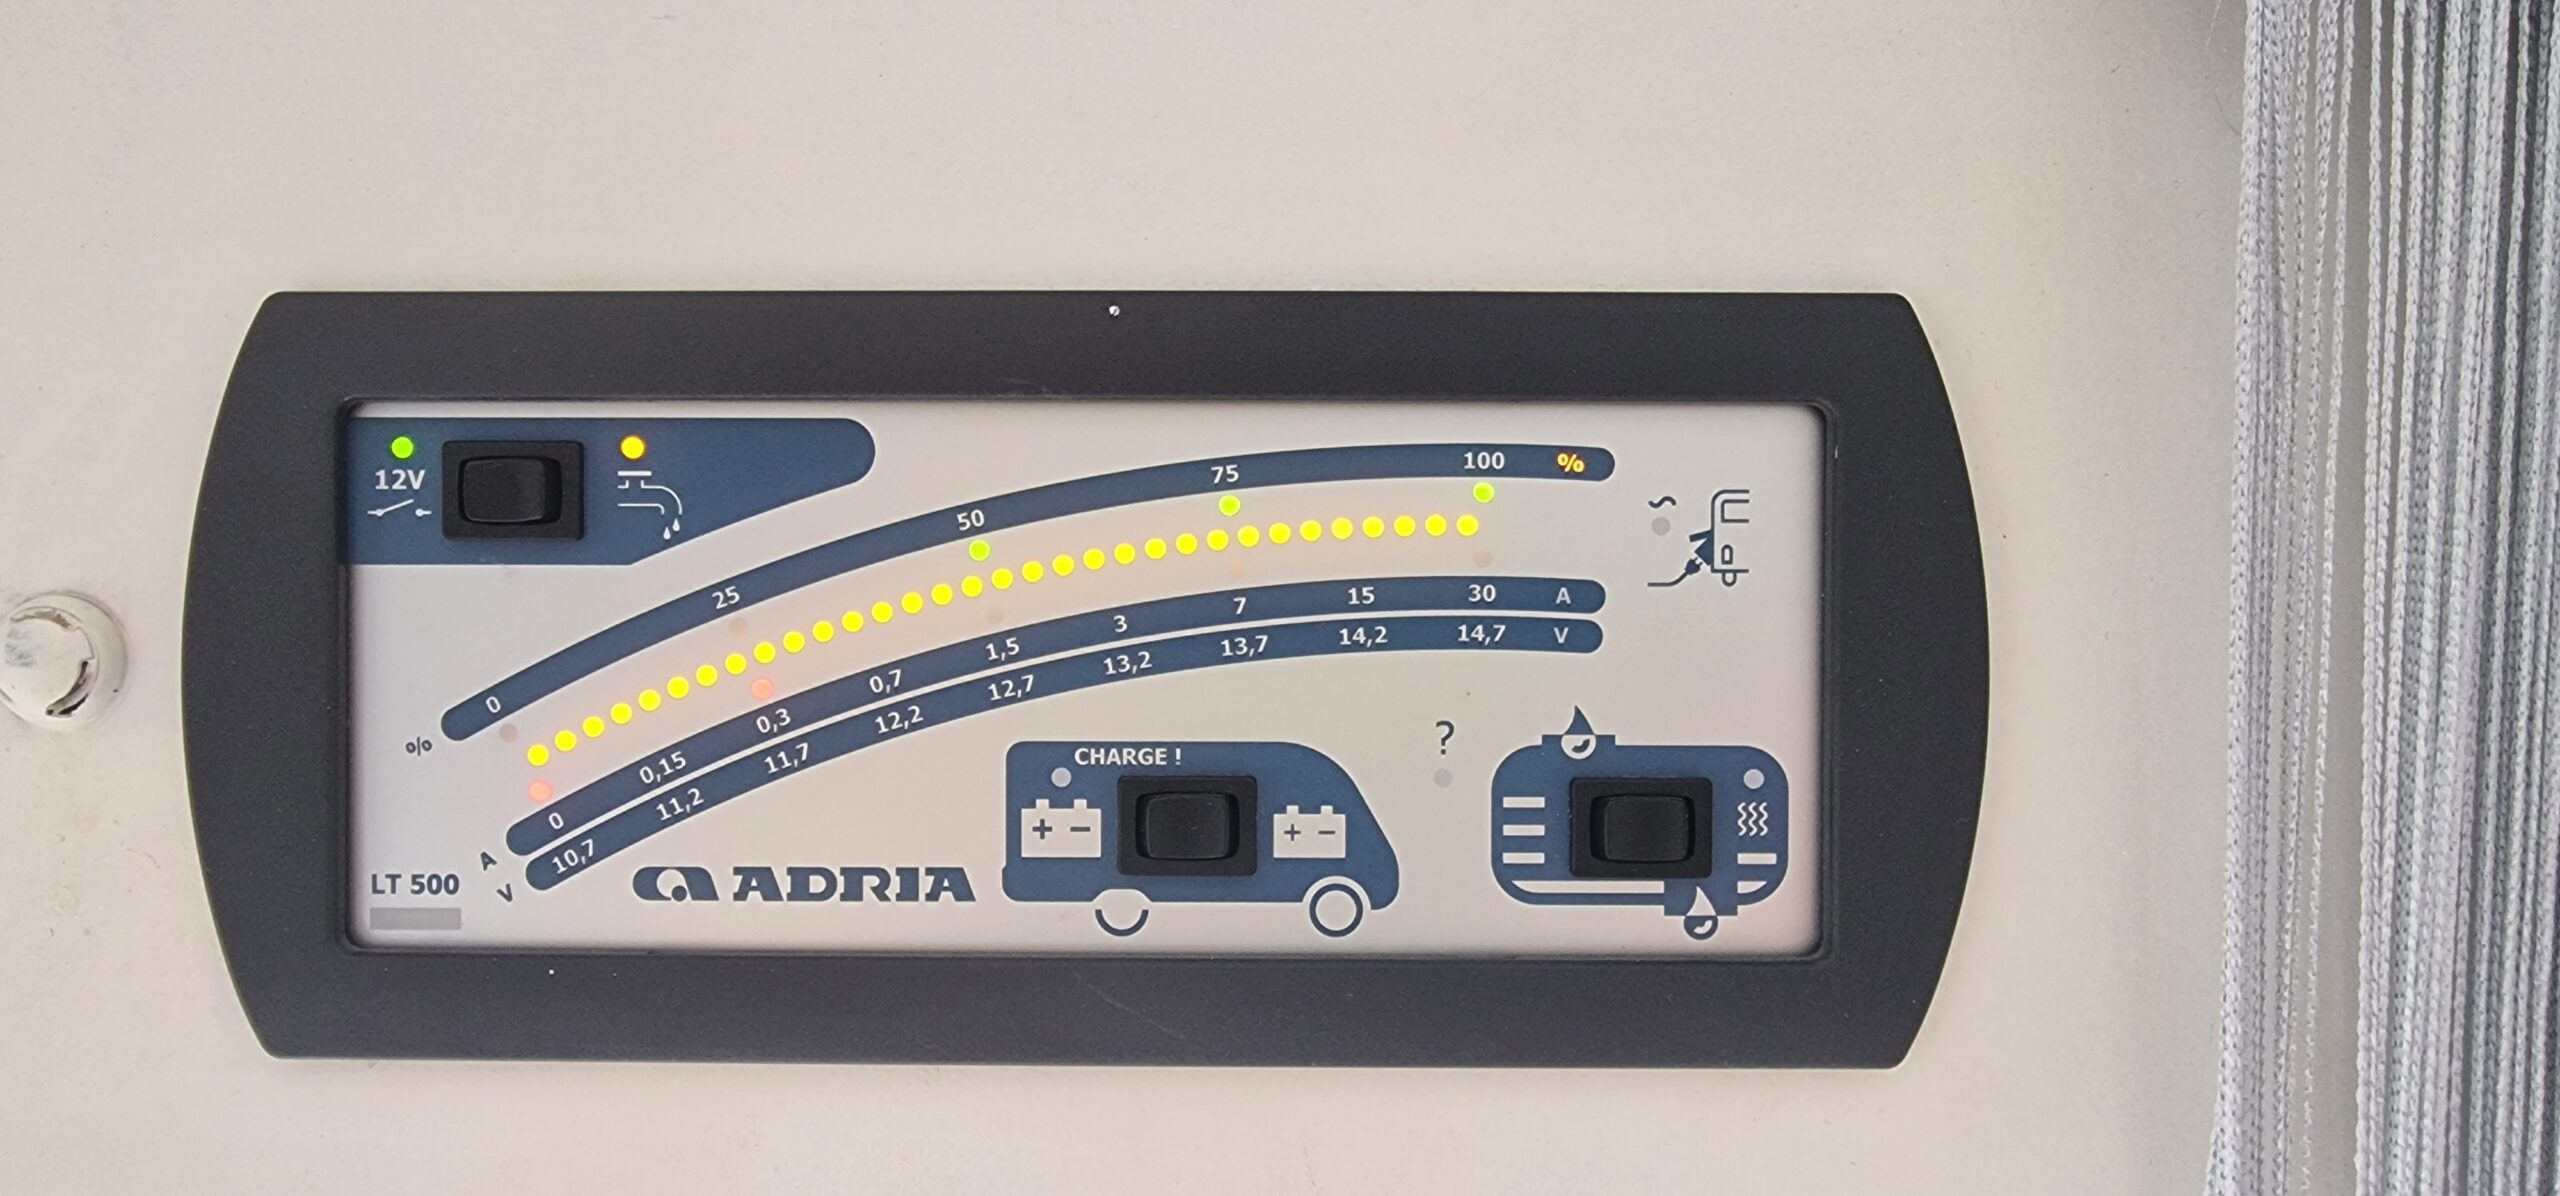 12V
0 25 50 75 100 %
%
0 0,15 0,3 0,7 1,5 3 7 15 30 A
A
10,7 11,2 11,7 12,2 12,7 13,2 13,7 14,2 14,7 V
V
LT 500
ADRIA
CHARGE !
+ −
+ −
?